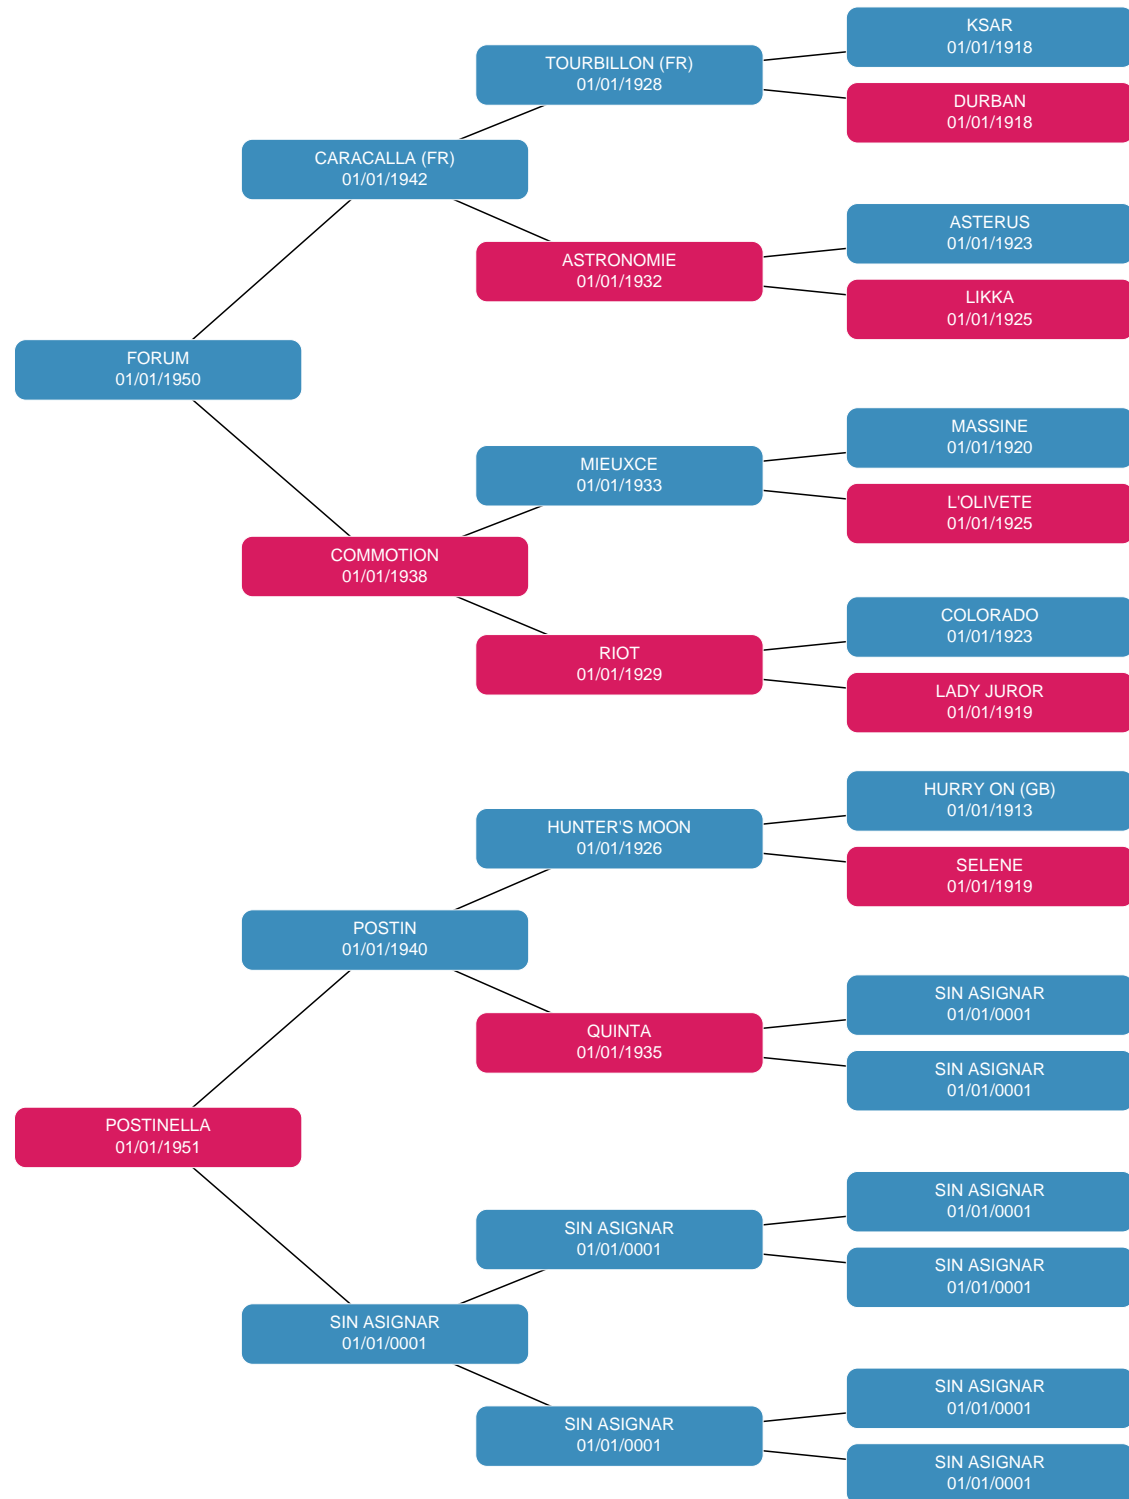 KSAR
01/01/1918
TOURBILLON (FR)
01/01/1928
DURBAN
01/01/1918
CARACALLA (FR)
01/01/1942
ASTERUS
01/01/1923
ASTRONOMIE
01/01/1932
LIKKA
01/01/1925
FORUM
01/01/1950
MASSINE
01/01/1920
MIEUXCE
01/01/1933
L'OLIVETE
01/01/1925
COMMOTION
01/01/1938
COLORADO
01/01/1923
RIOT
01/01/1929
LADY JUROR
01/01/1919
HURRY ON (GB)
01/01/1913
HUNTER'S MOON
01/01/1926
SELENE
01/01/1919
POSTIN
01/01/1940
SIN ASIGNAR
01/01/0001
QUINTA
01/01/1935
SIN ASIGNAR
01/01/0001
POSTINELLA
01/01/1951
SIN ASIGNAR
01/01/0001
SIN ASIGNAR
01/01/0001
SIN ASIGNAR
01/01/0001
SIN ASIGNAR
01/01/0001
SIN ASIGNAR
01/01/0001
SIN ASIGNAR
01/01/0001
SIN ASIGNAR
01/01/0001